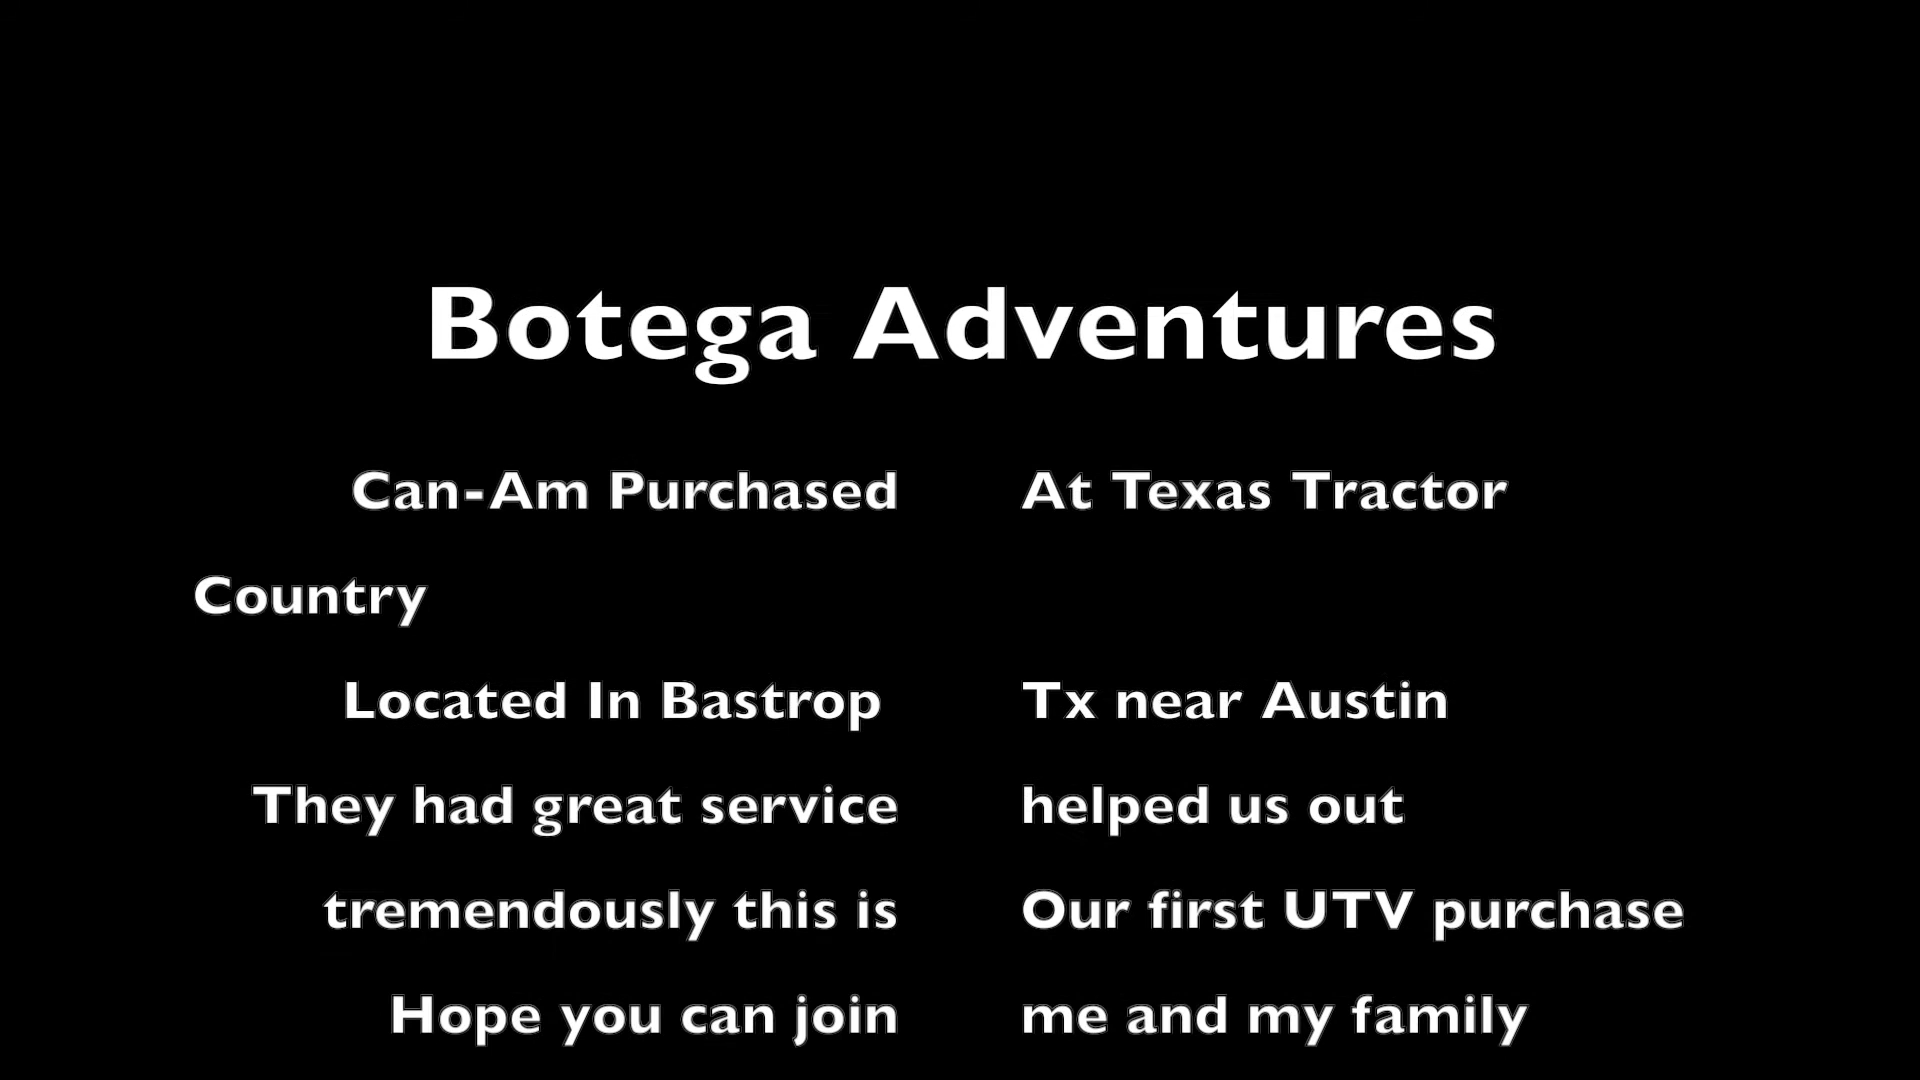 Botega Adventures
Can-Am Purchased At Texas Tractor
Country
Located In Bastrop Tx near Austin
They had great service helped us out
tremendously this is Our first UTV purchase
Hope you can join me and my family